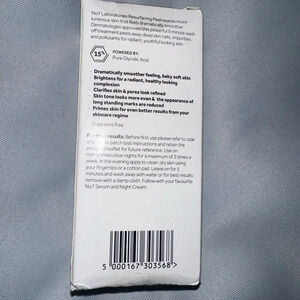 No7 Laboratories Resurfacing Peel reveals more
luminous skin that feels dramatically smoother
Dermatologist approved this powerful 5 minute wash
off treatment peels away dead skin cells, impurities
and pollutants for radiant, youthful looking skin.
15%
POWERED BY:
Pure Glycolic Acid
Dramatically smoother feeling, baby soft skin
Brightens for a radiant, healthy looking
complexion
Clarifies skin & pores look refined
Skin tone looks more even & the appearance of
long standing marks are reduced
Primes skin for even better results from your
skincare regime
Fragrance free
For best results: Before first use please refer to side
of pack for patch test instructions and retain the
enclosed leaflet for future reference. Use on
non-consecutive nights for a maximum of 3 times a
week. In the evening apply to clean, dry skin using
your fingertips or a cotton pad. Leave on for 5
minutes and wash away with water or for best results
remove with a damp cloth. Follow with your favourite
No7 Serum and Night Cream.
5 000167 303568 >